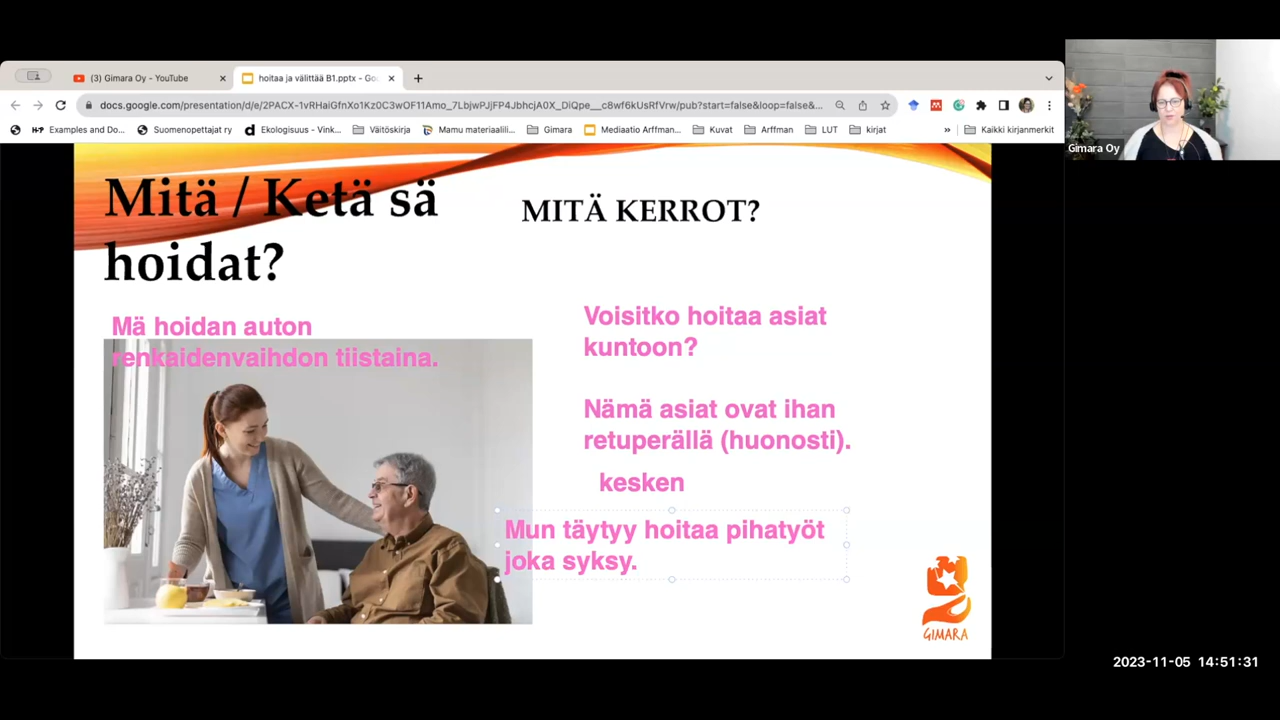 (3) Gimara Oy - YouTube
hoitaa ja välittää B1.pptx - Go
docs.google.com/presentation/d/e/2PACX-1vRHaiGfnXo1Kz0C3wOF11Amo_7LbjwPJjFP4JbhcjA0X_DiQpe__c8wf6kUsRfVrw/pub?start=false&loop=false&...
Examples and Do...
Suomenopettajat ry
Ekologisuus - Vink...
Väitöskirja
Mamu materiaalili...
Gimara
Mediaatio Arffman...
Kuvat
Arffman
LUT
kirjat
»
Kaikki kirjanmerkit
Gimara Oy
Mitä / Ketä sä
hoidat?
MITÄ KERROT?
Mä hoidan auton
renkaidenvaihdon tiistaina.
Voisitko hoitaa asiat
kuntoon?
Nämä asiat ovat ihan
retuperällä (huonosti).
kesken
Mun täytyy hoitaa pihatyöt
joka syksy.
GIMARA
2023-11-05 14:51:31